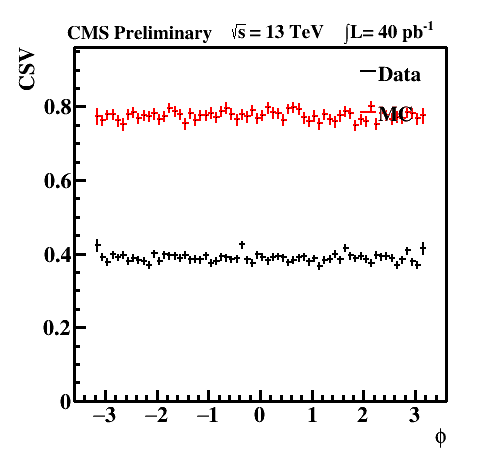 CMS Preliminary √s = 13 TeV ∫L= 40 pb⁻¹
CSV
Data
MC
0.8
0.6
0.4
0.2
0
−3 −2 −1 0 1 2 3
ϕ